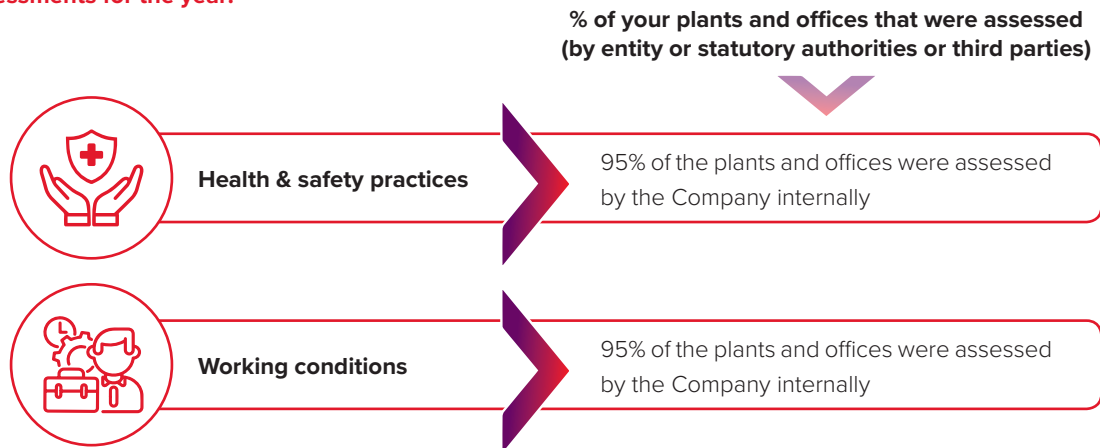 % of your plants and offices that were assessed
(by entity or statutory authorities or third parties)
Health & safety practices
95% of the plants and offices were assessed
by the Company internally
Working conditions
95% of the plants and offices were assessed
by the Company internally